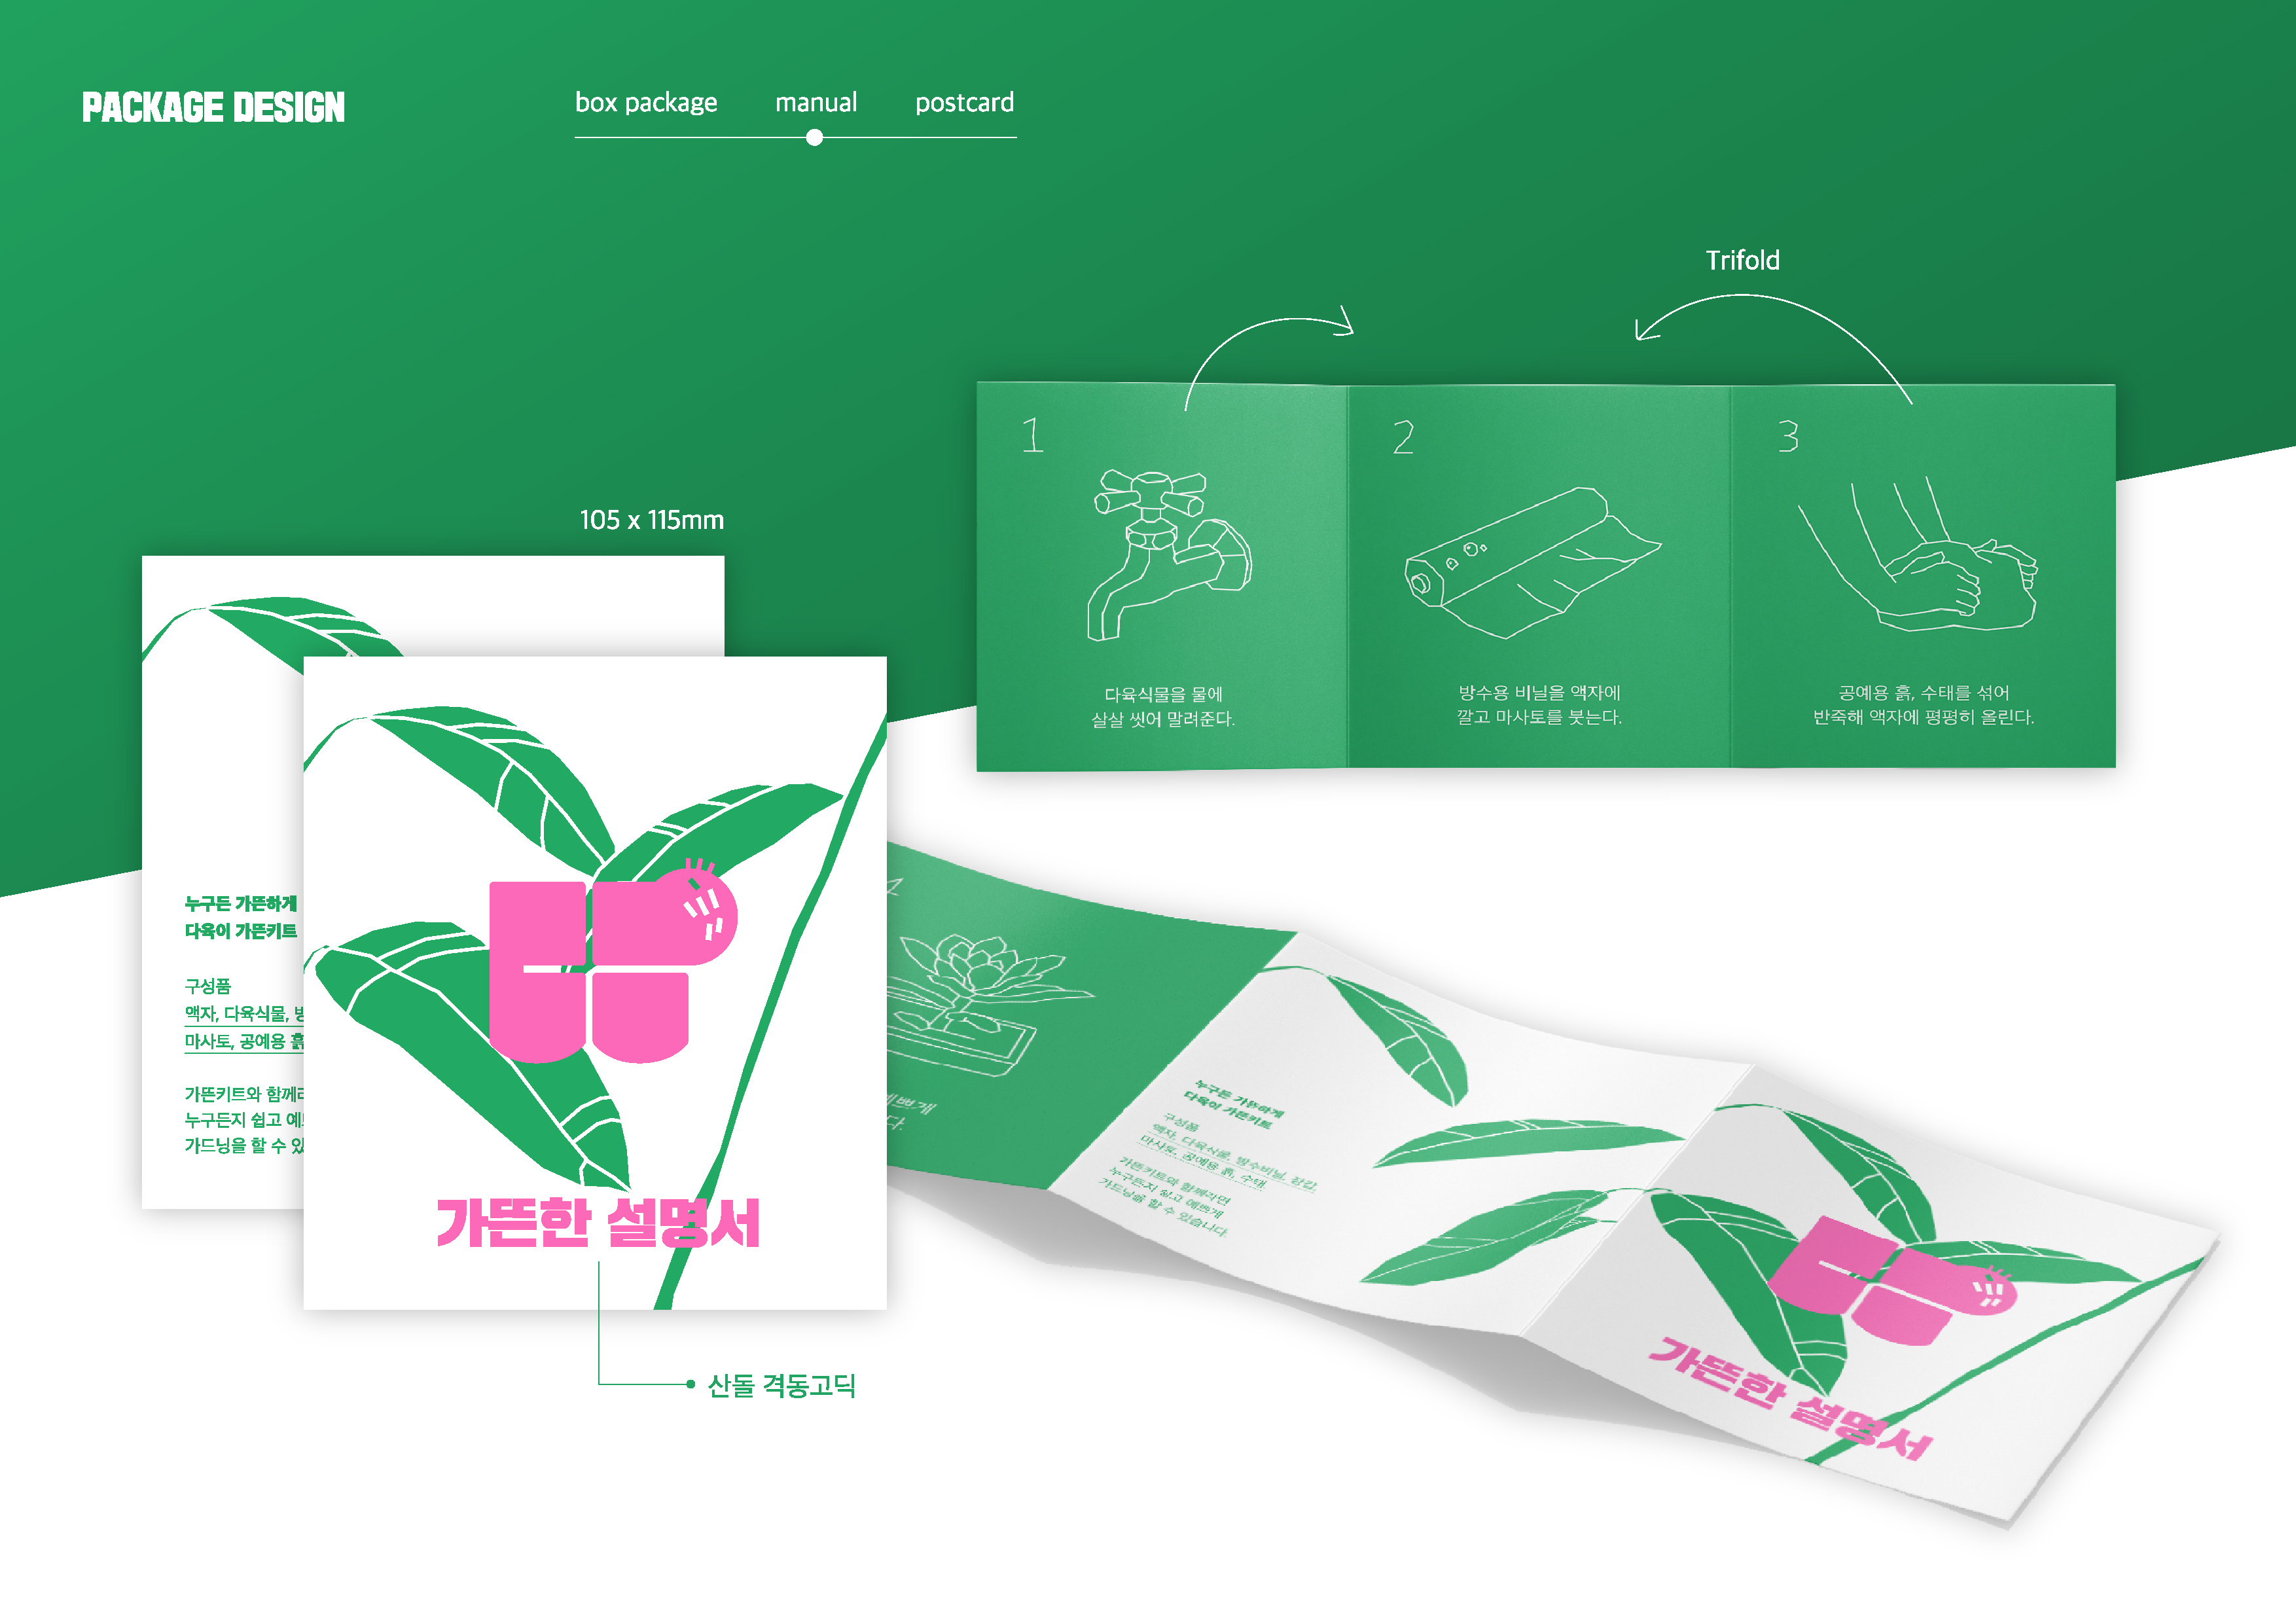 PACKAGE DESIGN
box package
manual
postcard
Trifold
105 x 115mm
1
2
3
다육식물을 물에
살살 씻어 말려준다.
방수용 비닐을 액자에
깔고 마사토를 붓는다.
공예용 흙, 수태를 섞어
반죽해 액자에 평평히 올린다.
누구든 가뜬하게
다육이 가뜬키트
구성품
액자, 다육식물,
마사토, 공예용 흙
가뜬키트와 함께라
누구든지 쉽고
가드닝을 할 수
가뜬한 설명서
산돌 격동고딕
예쁘게
다.
누구든 가뜬하게
다육이 가뜬키트
구성품
액자, 다육식물, 방수비닐, 장갑,
마사토, 공예용 흙, 수태
가뜬키트와 함께라면
누구든지 쉽고 예쁘게
가드닝을 할 수 있습니다.
가뜬한 설명서